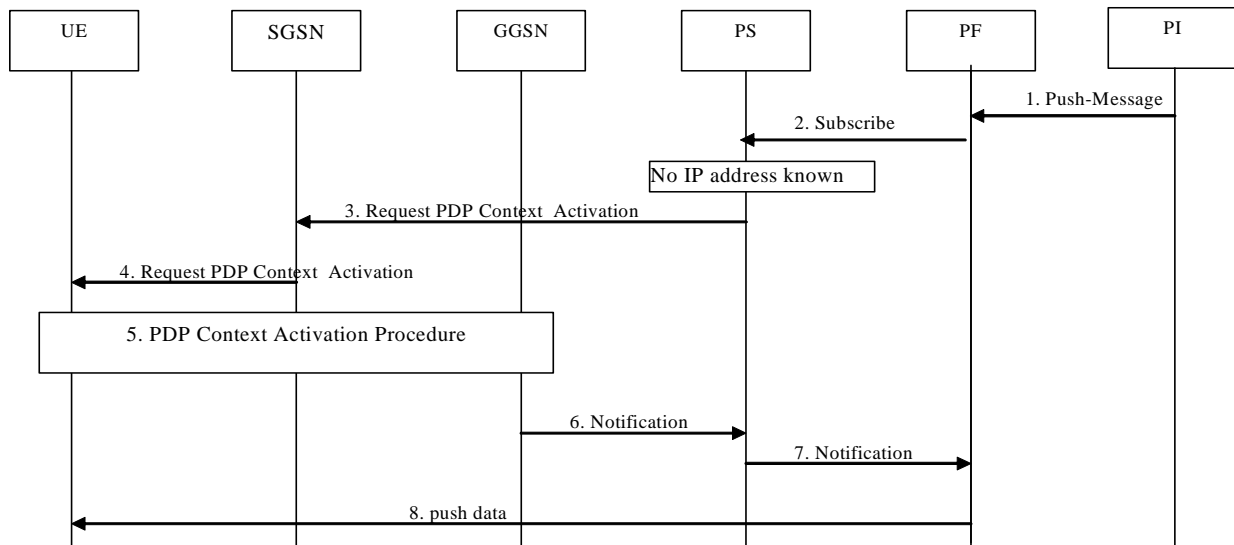 UE
SGSN
GGSN
PS
PF
PI
1. Push-Message
2. Subscribe
No IP address known
3. Request PDP Context Activation
4. Request PDP Context Activation
5. PDP Context Activation Procedure
6. Notification
7. Notification
8. push data